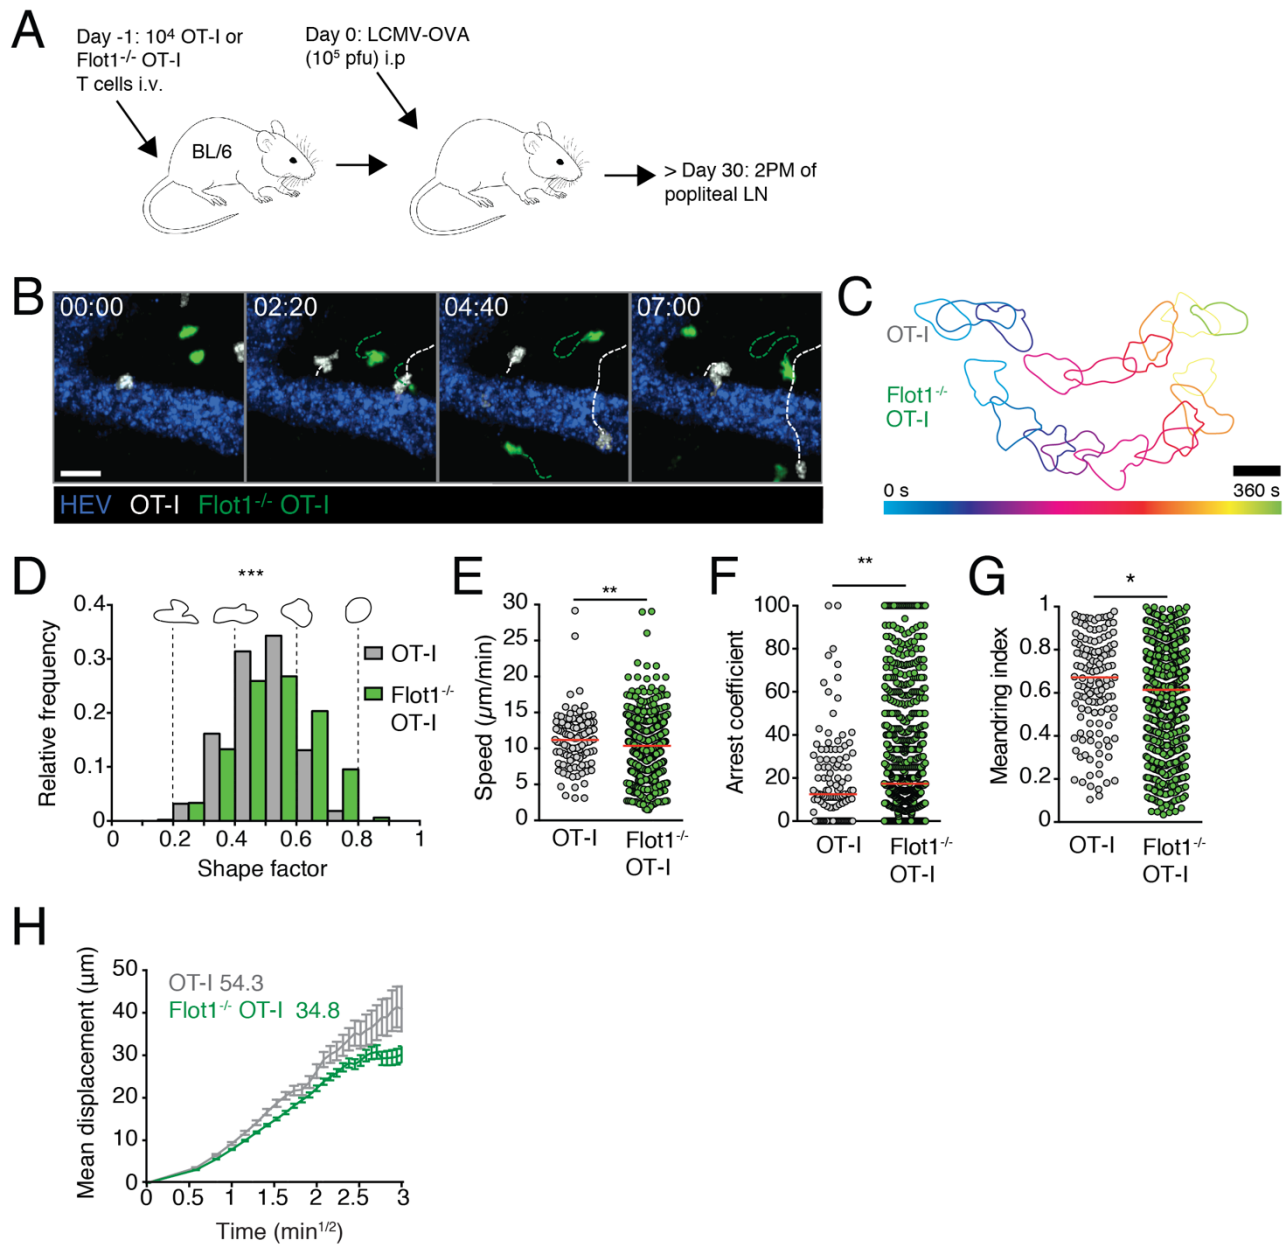 A
Day -1: 10⁴ OT-I or
Flot1⁻/⁻ OT-I
T cells i.v.
Day 0: LCMV-OVA
(10⁵ pfu) i.p
BL/6
> Day 30: 2PM of
popliteal LN
B
00:00
02:20
04:40
07:00
HEV OT-I Flot1⁻/⁻ OT-I
C
OT-I
Flot1⁻/⁻
OT-I
0 s
360 s
D
***
Relative frequency
0.4
0.3
0.2
0.1
0
0
0.2
0.4
0.6
0.8
1
Shape factor
OT-I
Flot1⁻/⁻
OT-I
E
**
Speed (µm/min)
30
25
20
15
10
5
0
OT-I
Flot1⁻/⁻
OT-I
F
**
Arrest coefficient
100
80
60
40
20
0
OT-I
Flot1⁻/⁻
OT-I
G
*
Meandring index
1
0.8
0.6
0.4
0.2
0
OT-I
Flot1⁻/⁻
OT-I
H
Mean displacement (µm)
50
40
30
20
10
0
OT-I 54.3
Flot1⁻/⁻ OT-I 34.8
0
0.5
1
1.5
2
2.5
3
Time (min¹/²)